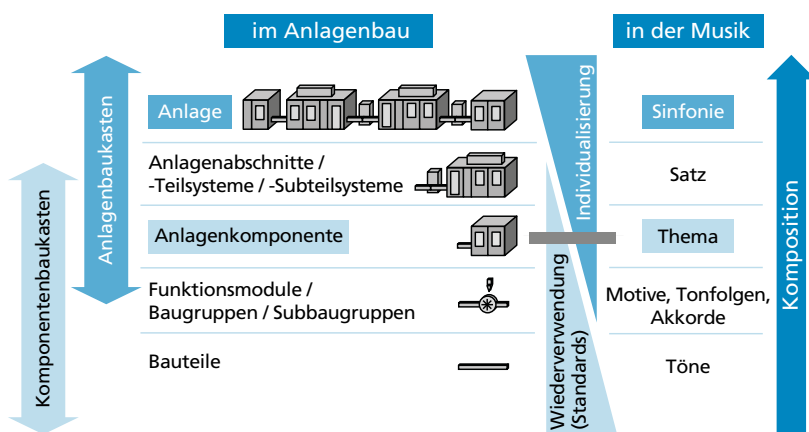 im Anlagenbau
in der Musik
Anlagenbaukasten
Komponentenbaukasten
Anlage
Anlagenabschnitte /
-Teilsysteme / -Subteilsysteme
Anlagenkomponente
Funktionsmodule /
Baugruppen / Subbaugruppen
Bauteile
Individualisierung
Wiederverwendung
(Standards)
Sinfonie
Satz
Thema
Motive, Tonfolgen,
Akkorde
Töne
Komposition